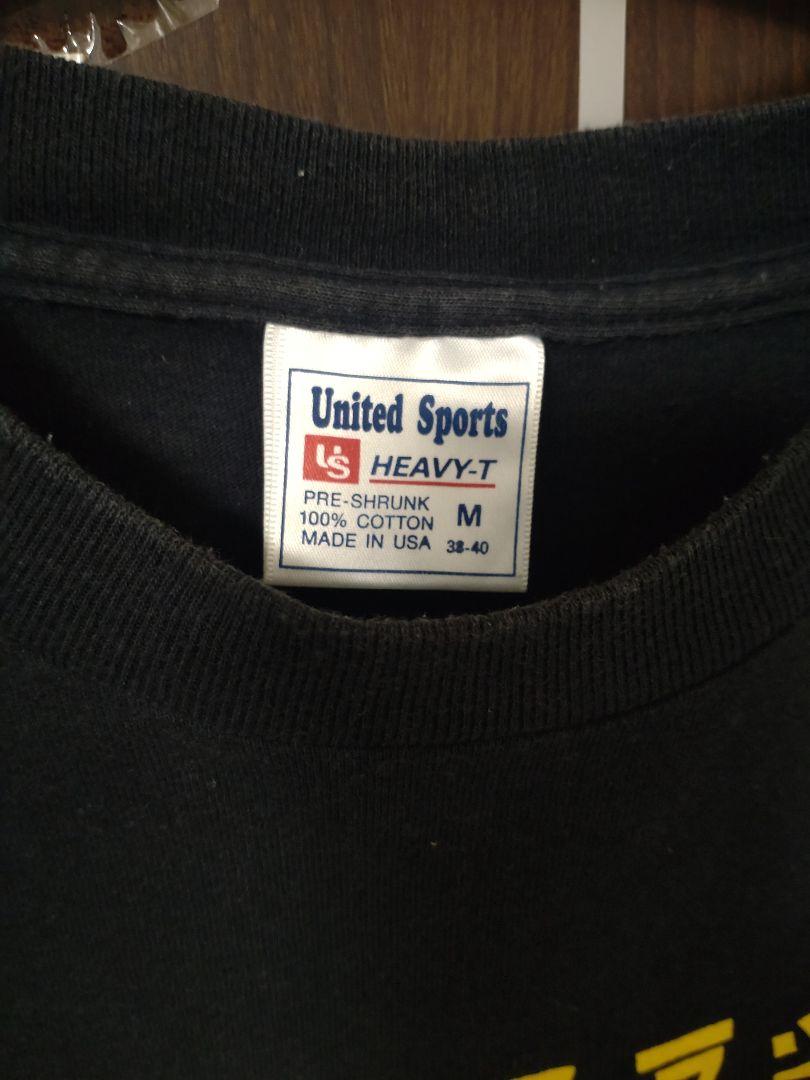 United Sports
US HEAVY-T
PRE-SHRUNK
100% COTTON M
MADE IN USA 38-40